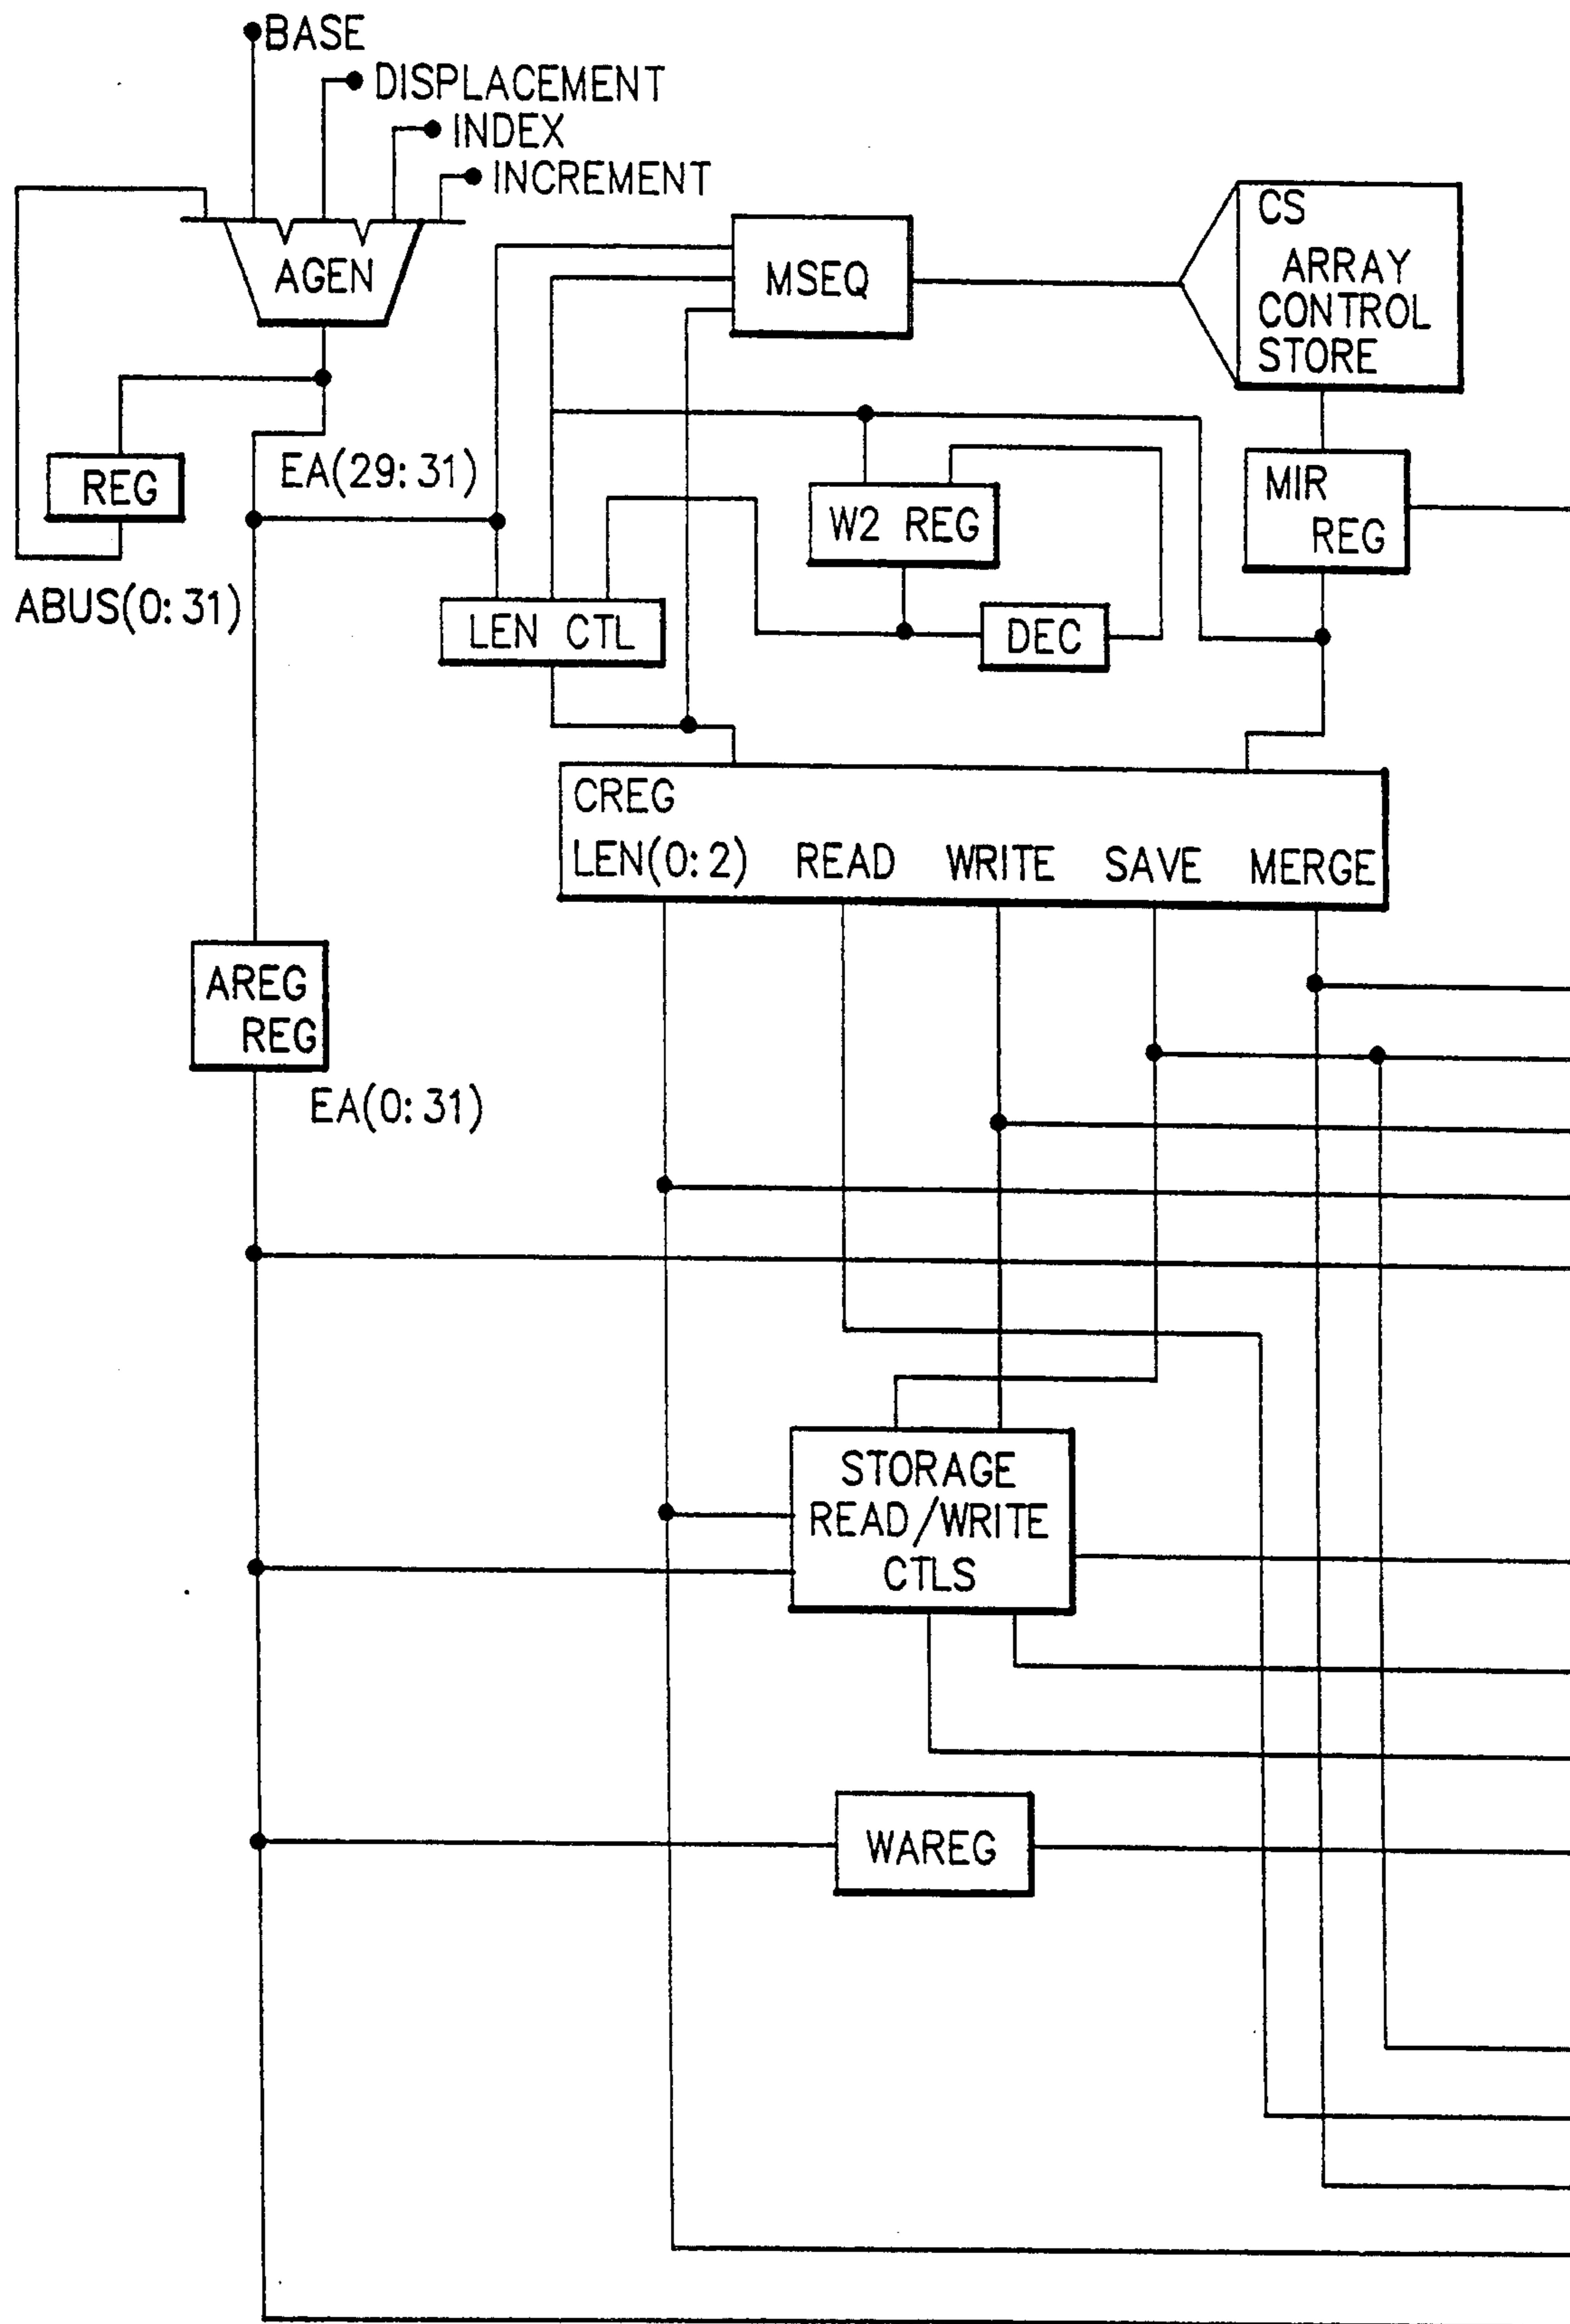 BASE
DISPLACEMENT
INDEX
INCREMENT
AGEN
REG
EA(29:31)
ABUS(0:31)
MSEQ
CS
ARRAY
CONTROL
STORE
MIR
REG
W2 REG
LEN CTL
DEC
CREG
LEN(0:2) READ WRITE SAVE MERGE
AREG
REG
EA(0:31)
STORAGE
READ/WRITE
CTLS
WAREG